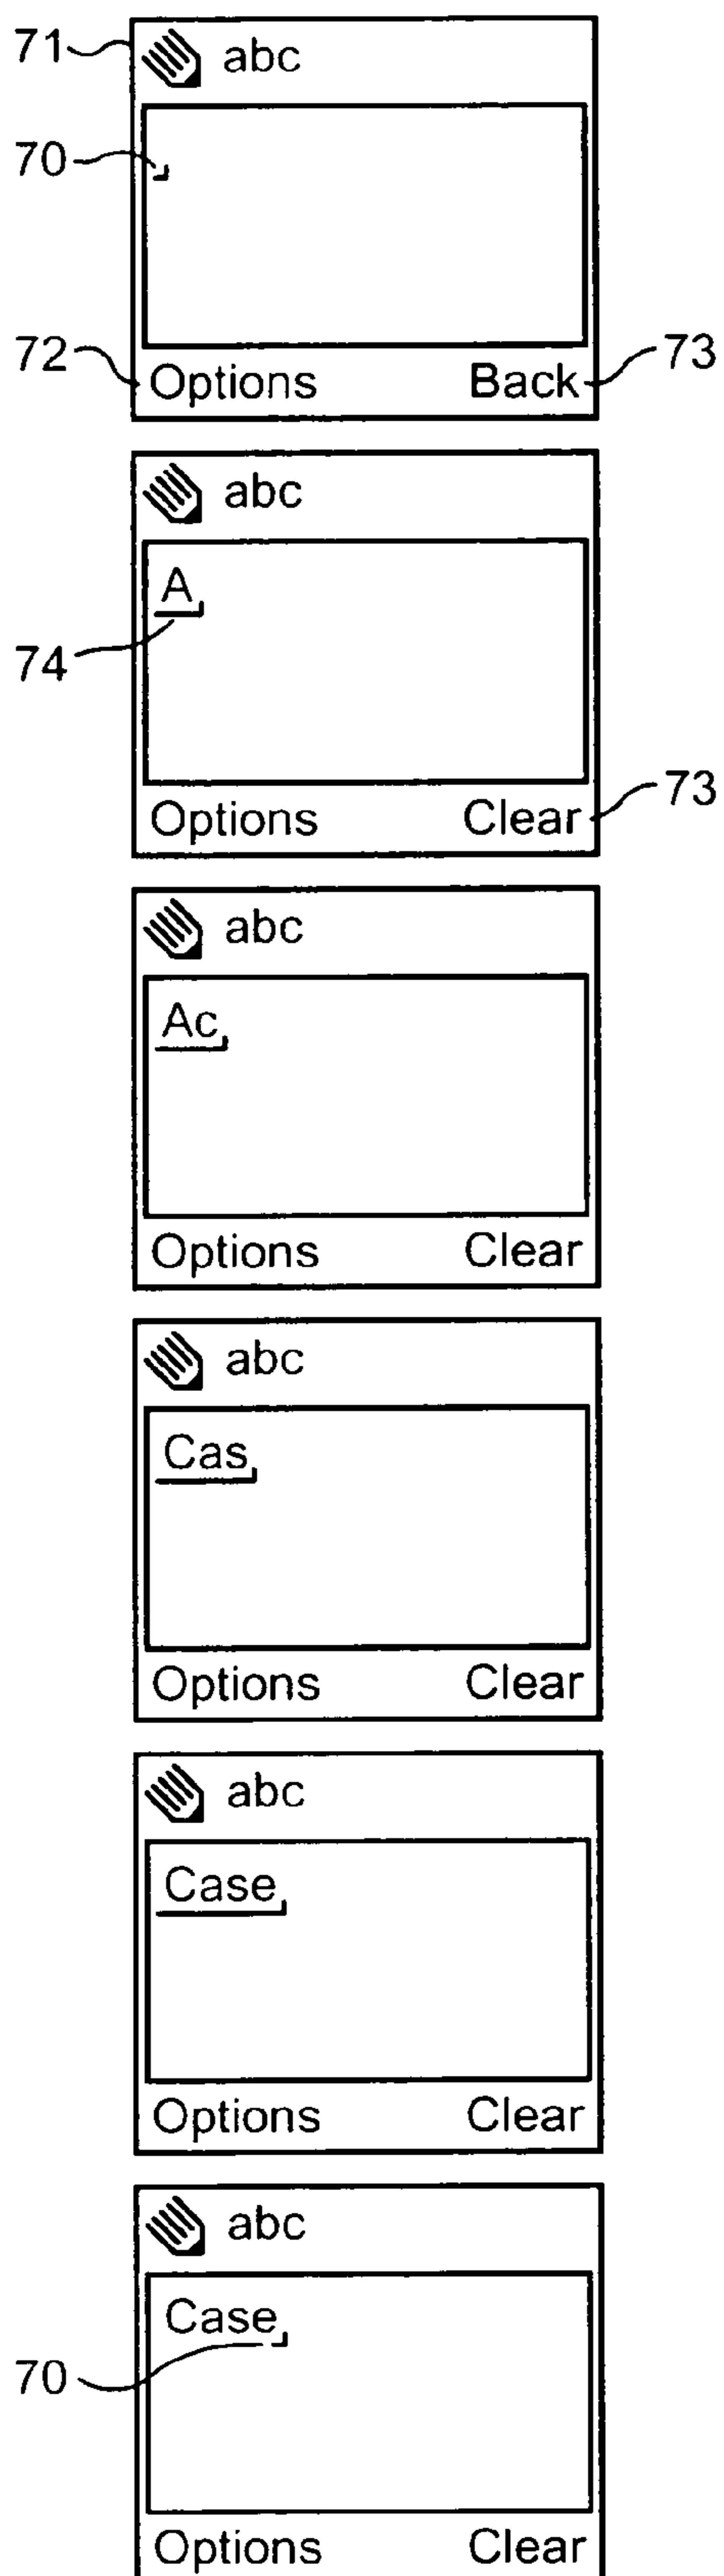 71 abc
70
72 Options Back 73
abc
A
74
73
Options Clear
abc
Ac
Options Clear
abc
Cas
Options Clear
abc
Case
Options Clear
abc
Case
70
Options Clear